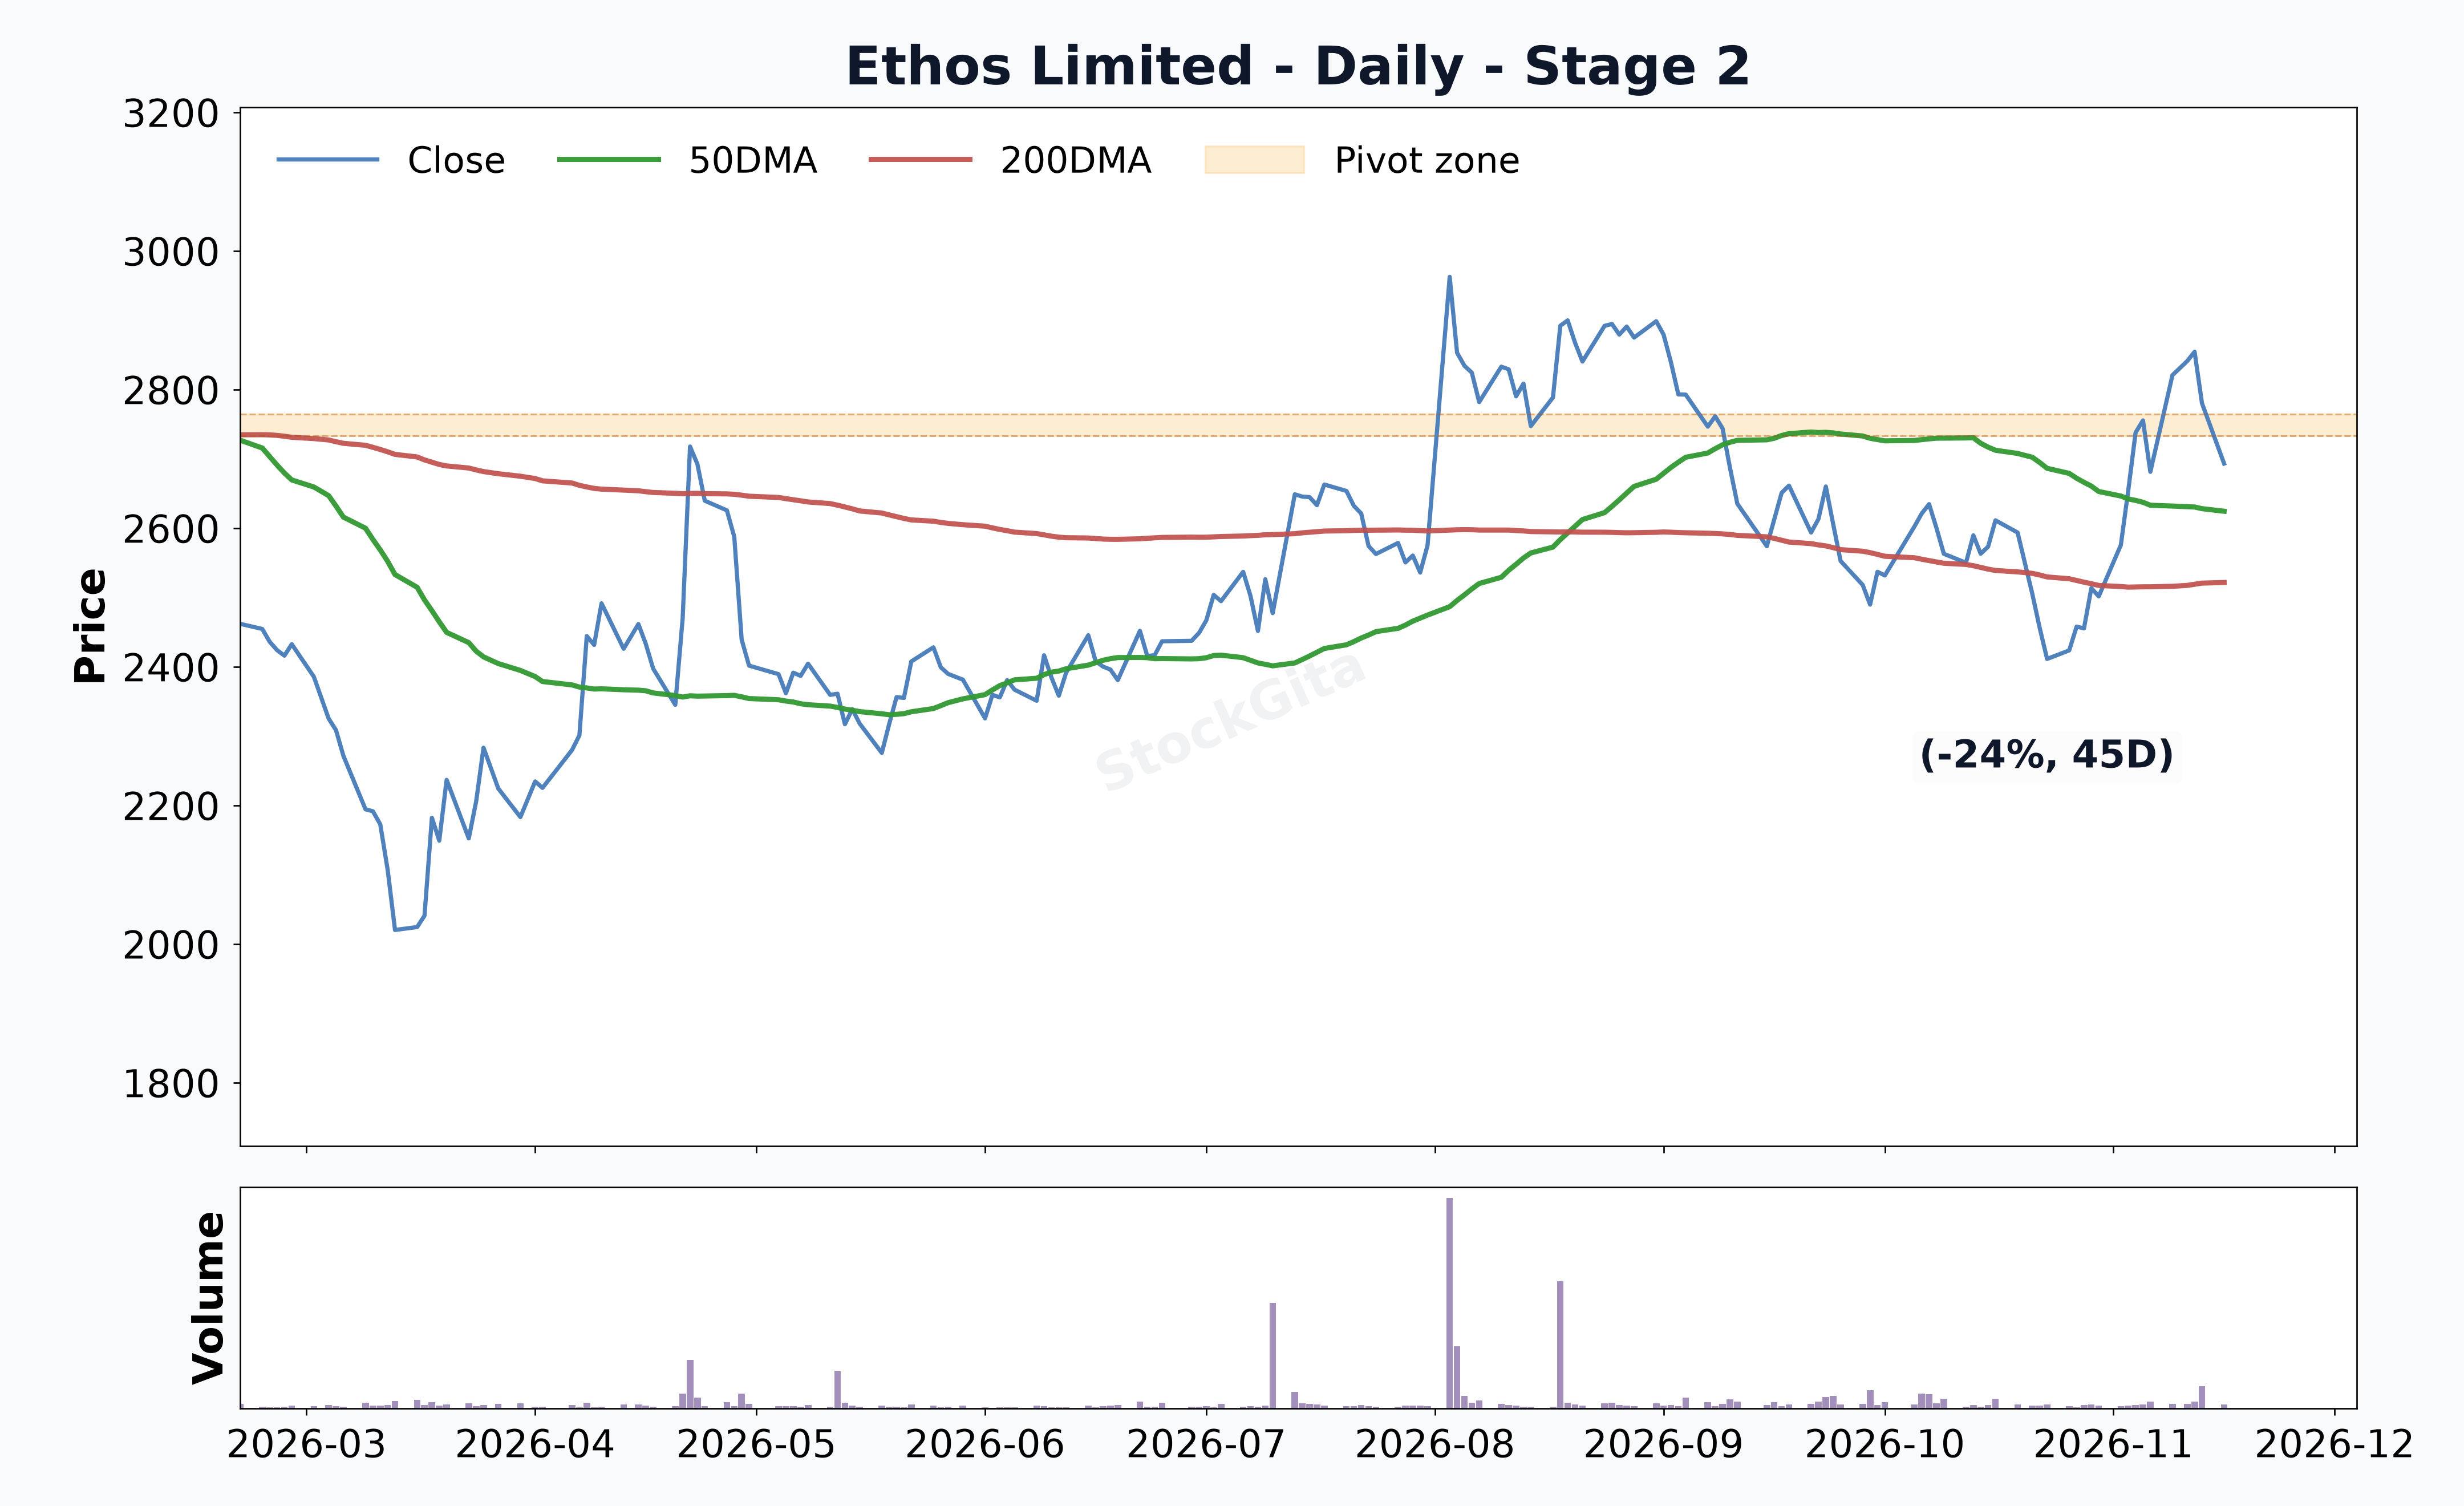 Ethos Limited - Daily - Stage 2
Close 50DMA 200DMA Pivot zone
3200
3000
2800
2600
2400
2200
2000
1800
Price
StockGita
(-24%, 45D)
Volume
2026-03 2026-04 2026-05 2026-06 2026-07 2026-08 2026-09 2026-10 2026-11 2026-12